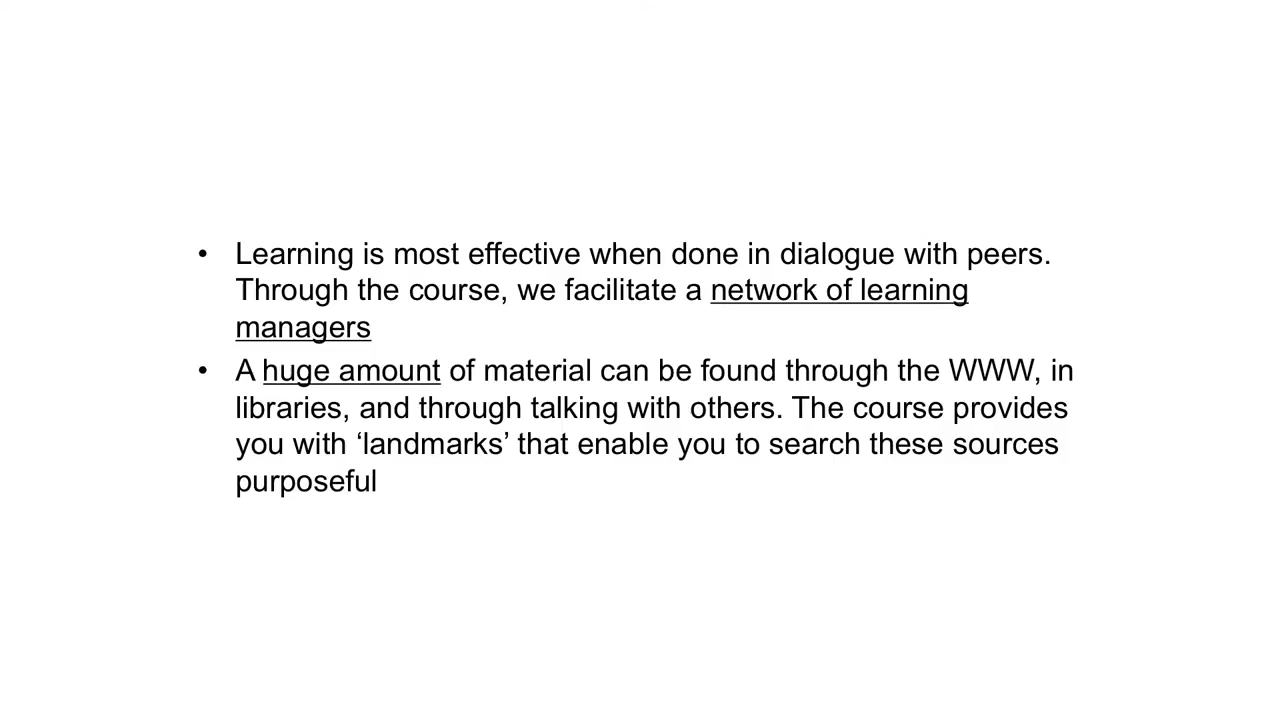 • Learning is most effective when done in dialogue with peers.
Through the course, we facilitate a network of learning
managers
• A huge amount of material can be found through the WWW, in
libraries, and through talking with others. The course provides
you with ‘landmarks’ that enable you to search these sources
purposeful